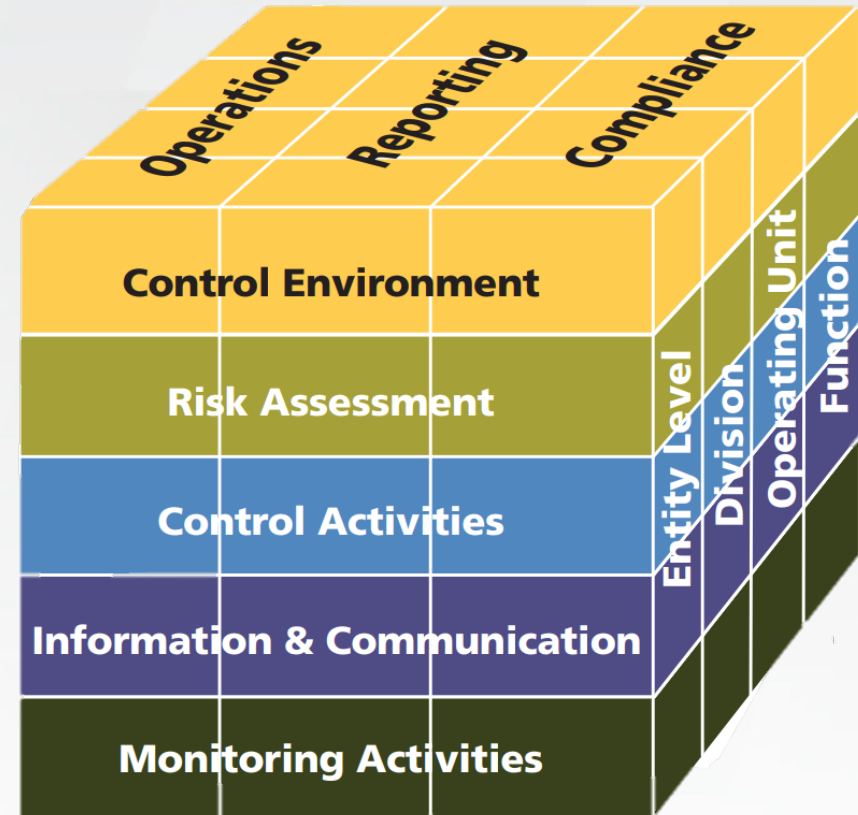 Operations
Reporting
Compliance
Control Environment
Risk Assessment
Control Activities
Information & Communication
Monitoring Activities
Entity Level
Division
Operating Unit
Function